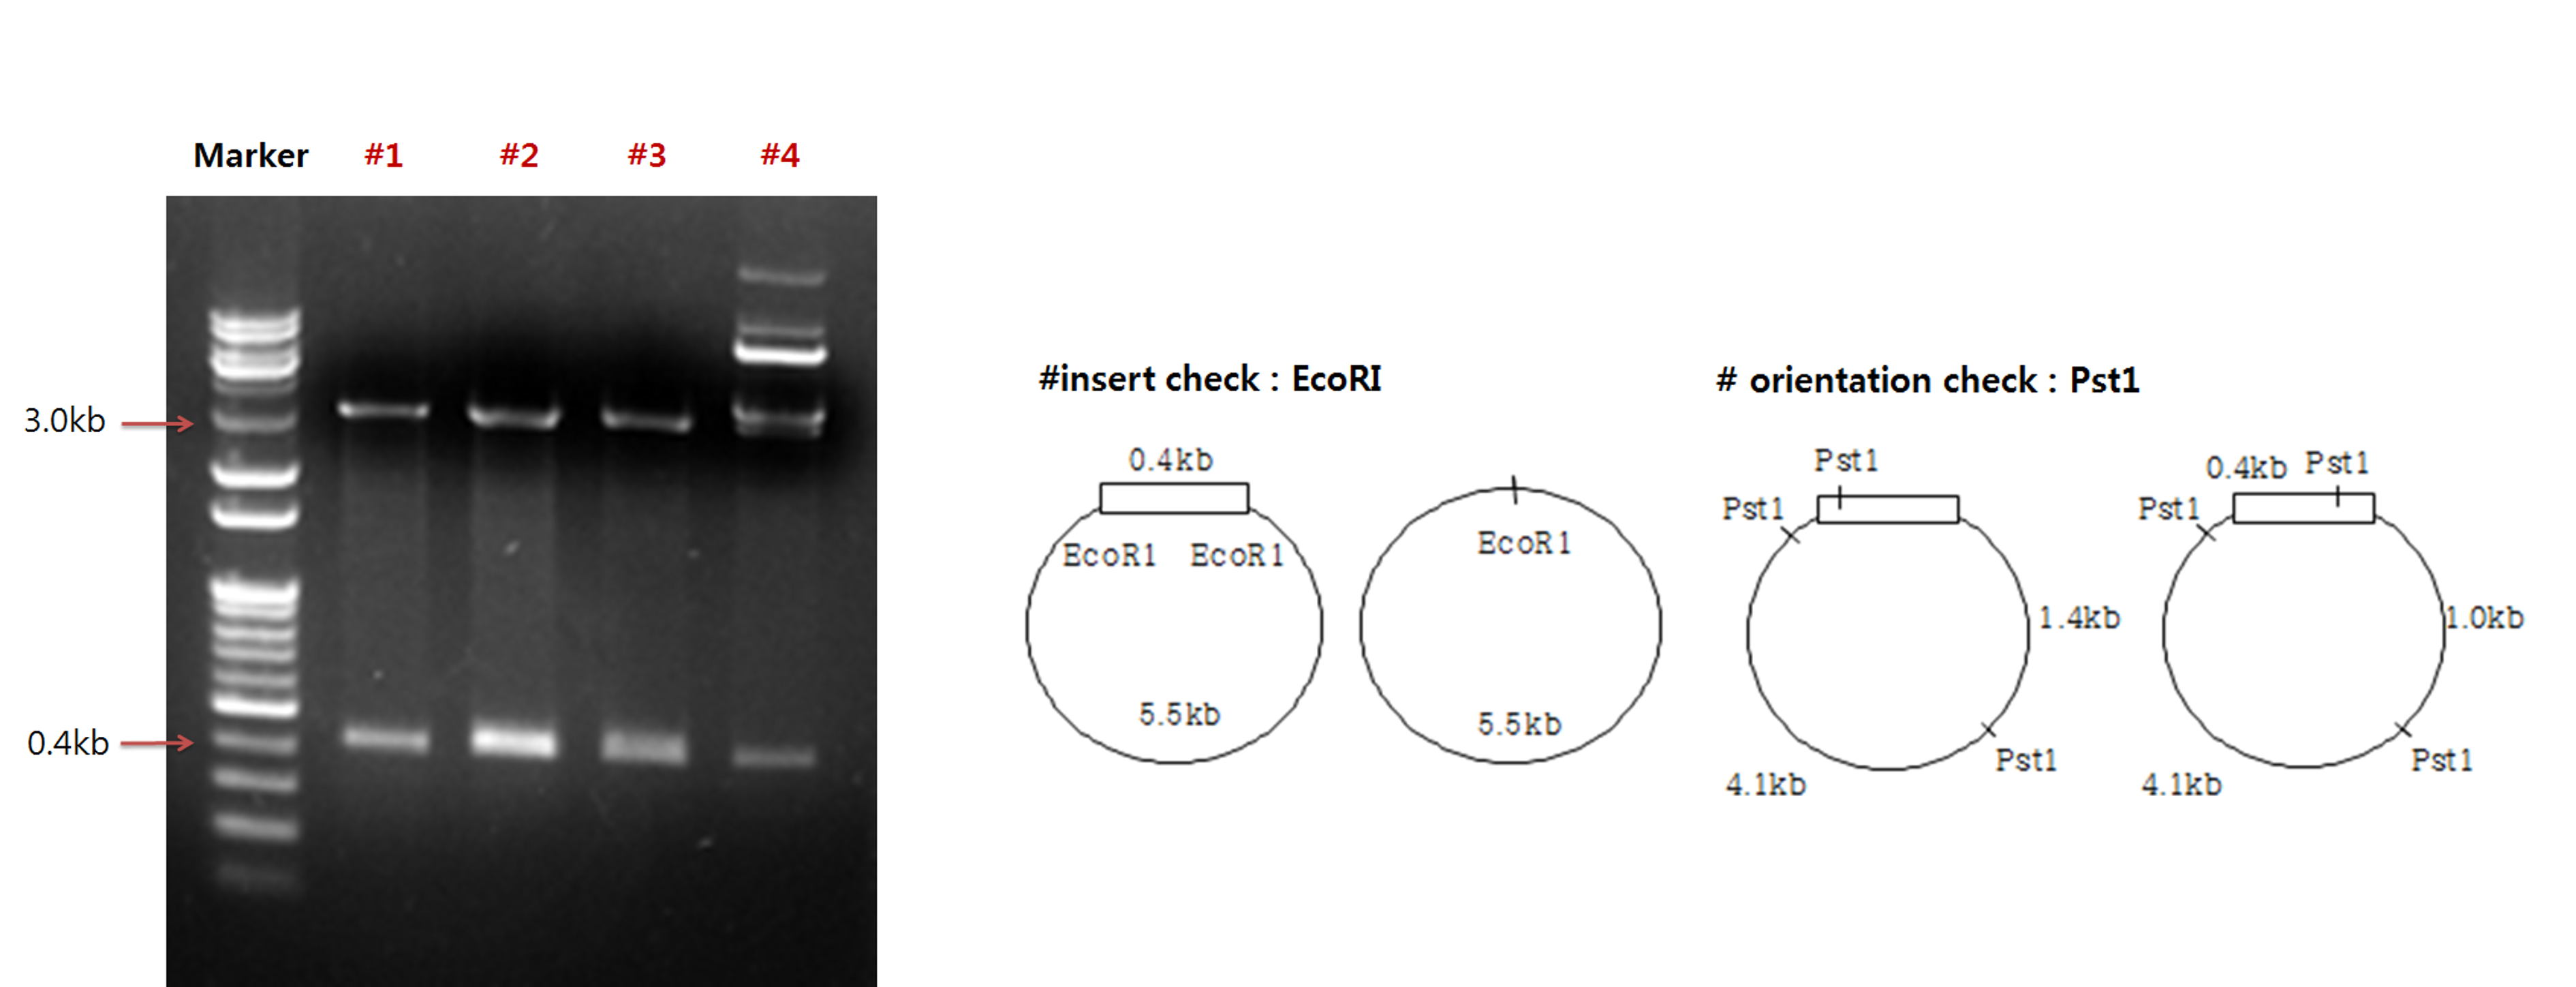 Marker #1 #2 #3 #4
3.0kb
0.4kb
#insert check : EcoRI
0.4kb
EcoR1 EcoR1
5.5kb
EcoR1
5.5kb
# orientation check : Pst1
Pst1
Pst1
1.4kb
Pst1
4.1kb
0.4kb Pst1
Pst1
1.0kb
Pst1
4.1kb